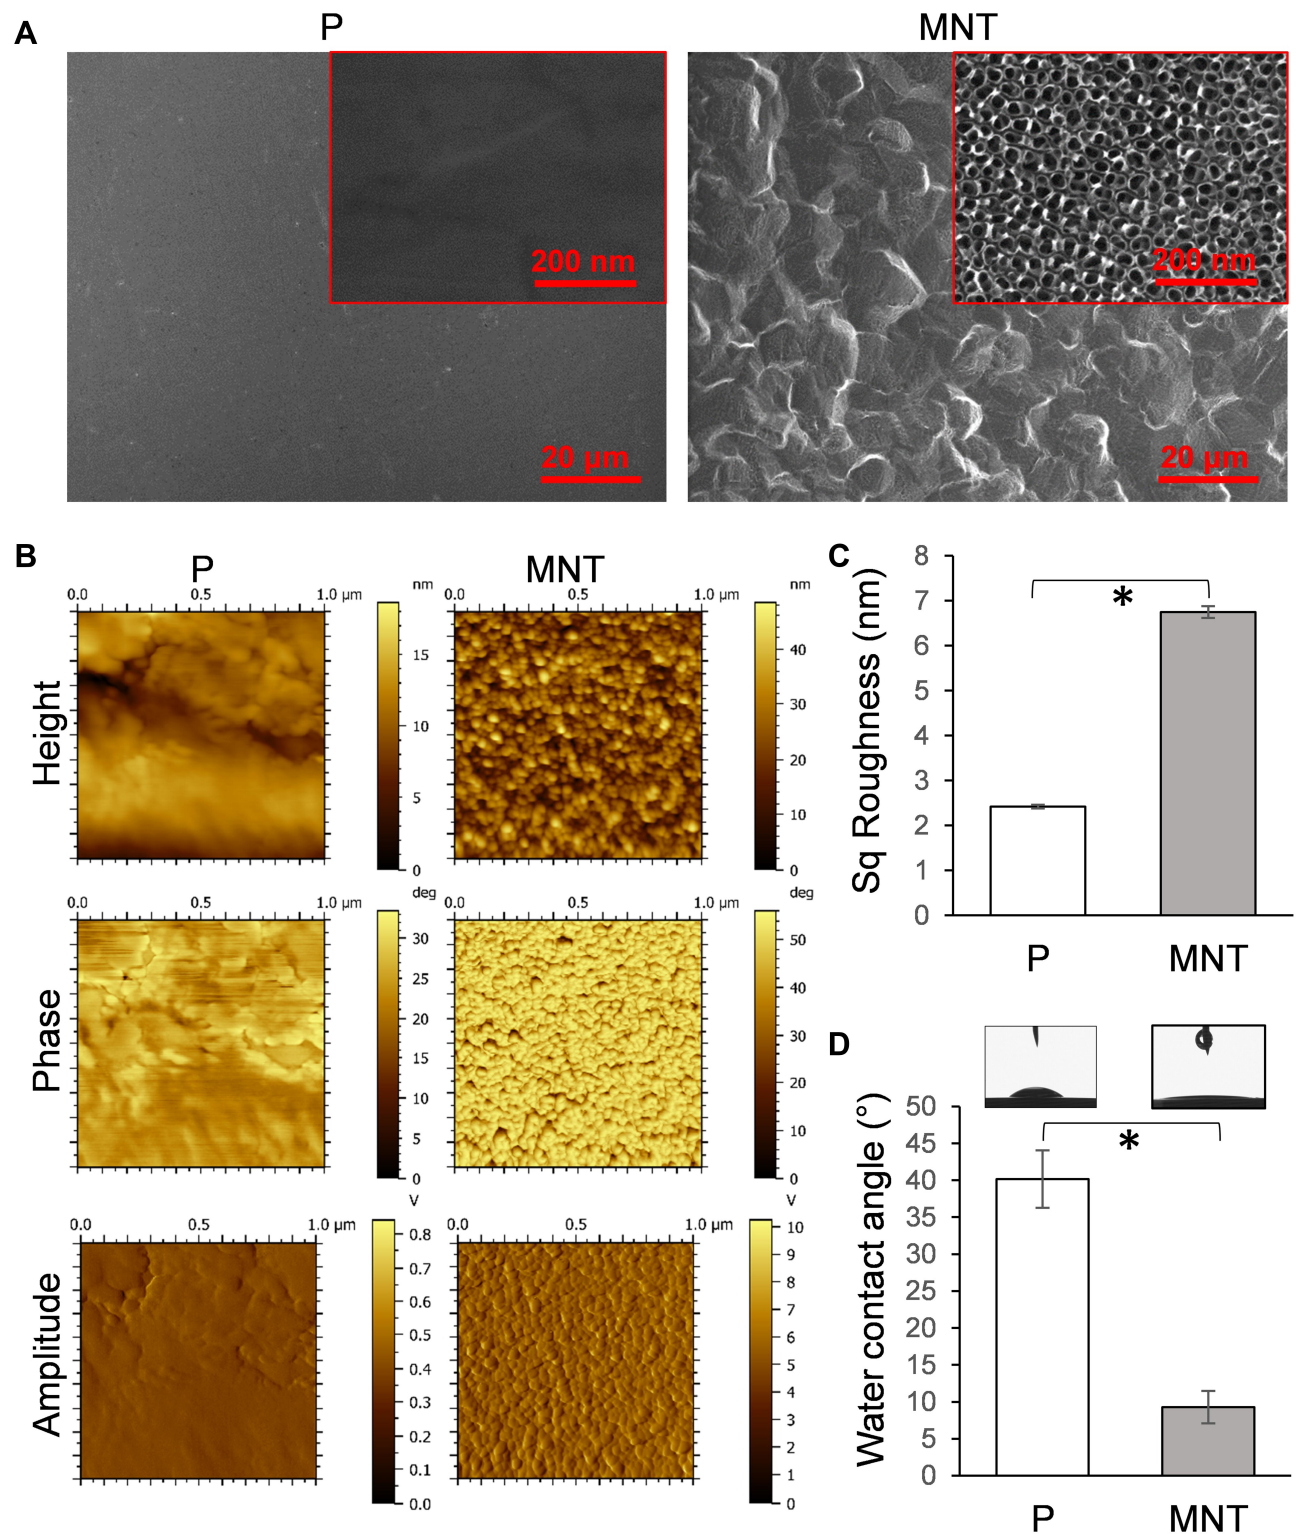 A
P
MNT
200 nm
200 nm
20 µm
20 µm
B
P
MNT
0.0 0.5 1.0 µm
nm
15
10
5
0
0.0 0.5 1.0 µm
nm
40
30
20
10
0
Height
0.0 0.5 1.0 µm
deg
30
25
20
15
10
5
0
0.0 0.5 1.0 µm
deg
50
40
30
20
10
0
Phase
0.0 0.5 1.0 µm
V
0.8
0.7
0.6
0.5
0.4
0.3
0.2
0.1
0.0
0.0 0.5 1.0 µm
V
10
9
8
7
6
5
4
3
2
1
0
Amplitude
C
Sq Roughness (nm)
8
7
6
5
4
3
2
1
0
*
P
MNT
D
Water contact angle (°)
50
45
40
35
30
25
20
15
10
5
0
*
P
MNT